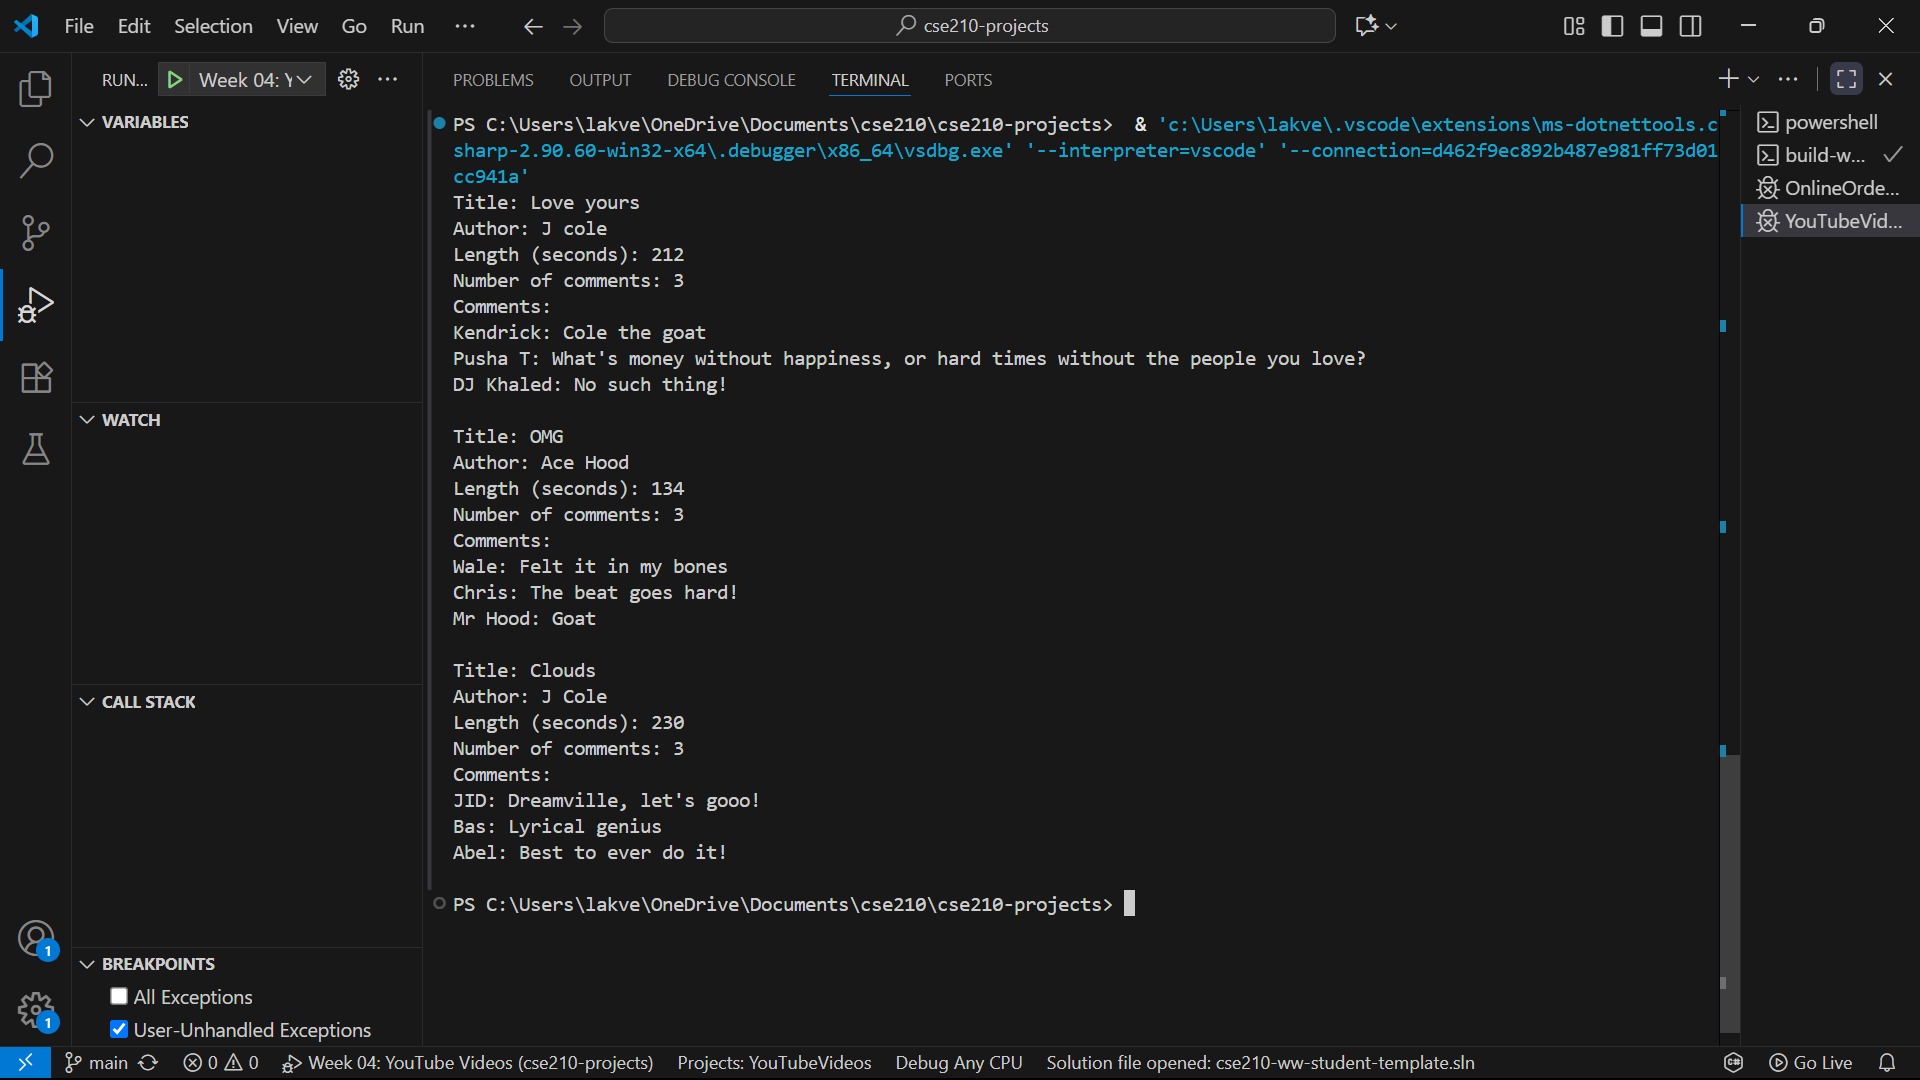 File Edit Selection View Go Run ··· cse210-projects
RUN... Week 04: Y
PROBLEMS OUTPUT DEBUG CONSOLE TERMINAL PORTS
VARIABLES
WATCH
CALL STACK
BREAKPOINTS
All Exceptions
User-Unhandled Exceptions
PS C:\Users\lakve\OneDrive\Documents\cse210\cse210-projects> & 'c:\Users\lakve\.vscode\extensions\ms-dotnettools.c
sharp-2.90.60-win32-x64\.debugger\x86_64\vsdbg.exe' '--interpreter=vscode' '--connection=d462f9ec892b487e981ff73d01
cc941a'
Title: Love yours
Author: J cole
Length (seconds): 212
Number of comments: 3
Comments:
Kendrick: Cole the goat
Pusha T: What's money without happiness, or hard times without the people you love?
DJ Khaled: No such thing!
Title: OMG
Author: Ace Hood
Length (seconds): 134
Number of comments: 3
Comments:
Wale: Felt it in my bones
Chris: The beat goes hard!
Mr Hood: Goat
Title: Clouds
Author: J Cole
Length (seconds): 230
Number of comments: 3
Comments:
JID: Dreamville, let's gooo!
Bas: Lyrical genius
Abel: Best to ever do it!
PS C:\Users\lakve\OneDrive\Documents\cse210\cse210-projects>
powershell
build-w...
OnlineOrde...
YouTubeVid...
1
1
main 0 0 Week 04: YouTube Videos (cse210-projects) Projects: YouTubeVideos Debug Any CPU Solution file opened: cse210-ww-student-template.sln Go Live